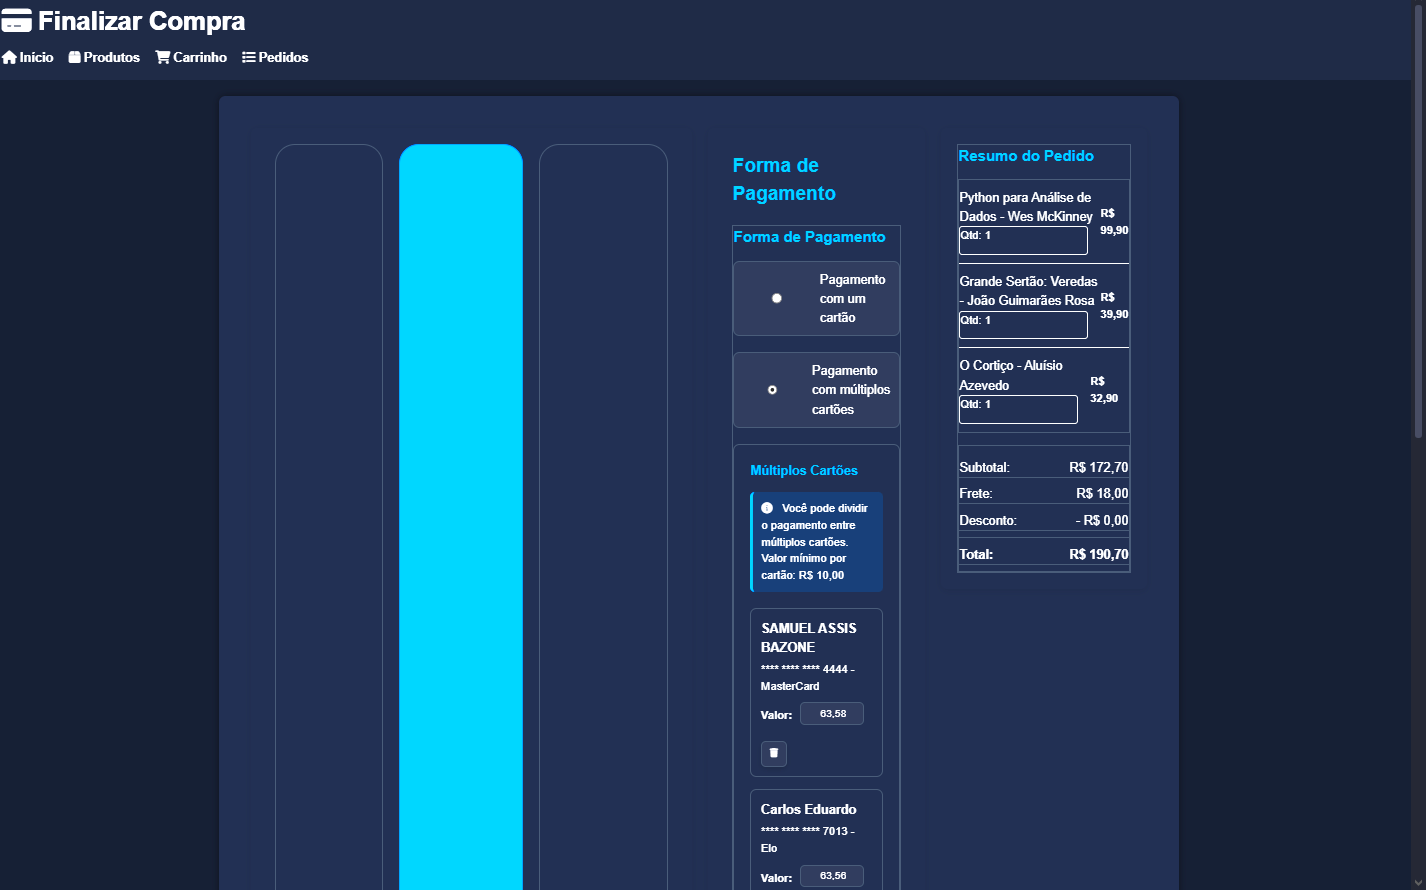 Finalizar Compra
Início
Produtos
Carrinho
Pedidos
Forma de
Pagamento
Forma de Pagamento
Pagamento
com um
cartão
Pagamento
com múltiplos
cartões
Múltiplos Cartões
Você pode dividir
o pagamento entre
múltiplos cartões.
Valor mínimo por
cartão: R$ 10,00
SAMUEL ASSIS
BAZONE
**** **** **** 4444 -
MasterCard
Valor: 63,58
Carlos Eduardo
**** **** **** 7013 -
Elo
Valor: 63,56
Resumo do Pedido
Python para Análise de
Dados - Wes McKinney
Qtd: 1
R$
99,90
Grande Sertão: Veredas
- João Guimarães Rosa
Qtd: 1
R$
39,90
O Cortiço - Aluísio
Azevedo
Qtd: 1
R$
32,90
Subtotal: R$ 172,70
Frete: R$ 18,00
Desconto: - R$ 0,00
Total: R$ 190,70